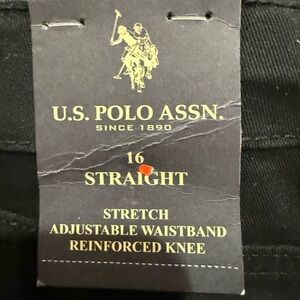 U.S. POLO ASSN.
SINCE 1890
16
STRAIGHT
STRETCH
ADJUSTABLE WAISTBAND
REINFORCED KNEE